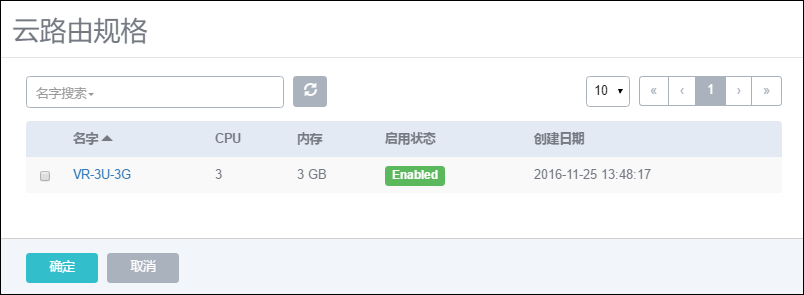 云路由规格
名字搜索
10 « ‹ 1 › »
名字 CPU 内存 启用状态 创建日期
VR-3U-3G 3 3 GB Enabled 2016-11-25 13:48:17
确定 取消